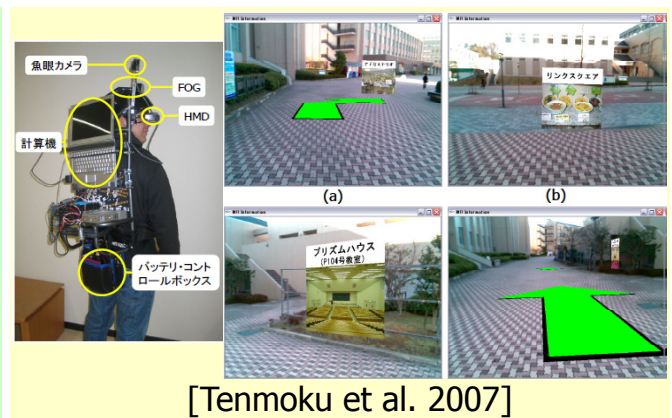 魚眼カメラ
FOG
HMD
計算機
バッテリ・コント
ロールボックス
(a)
(b)
リンクスクエア
プリズムハウス
(P104号教室)
[Tenmoku et al. 2007]